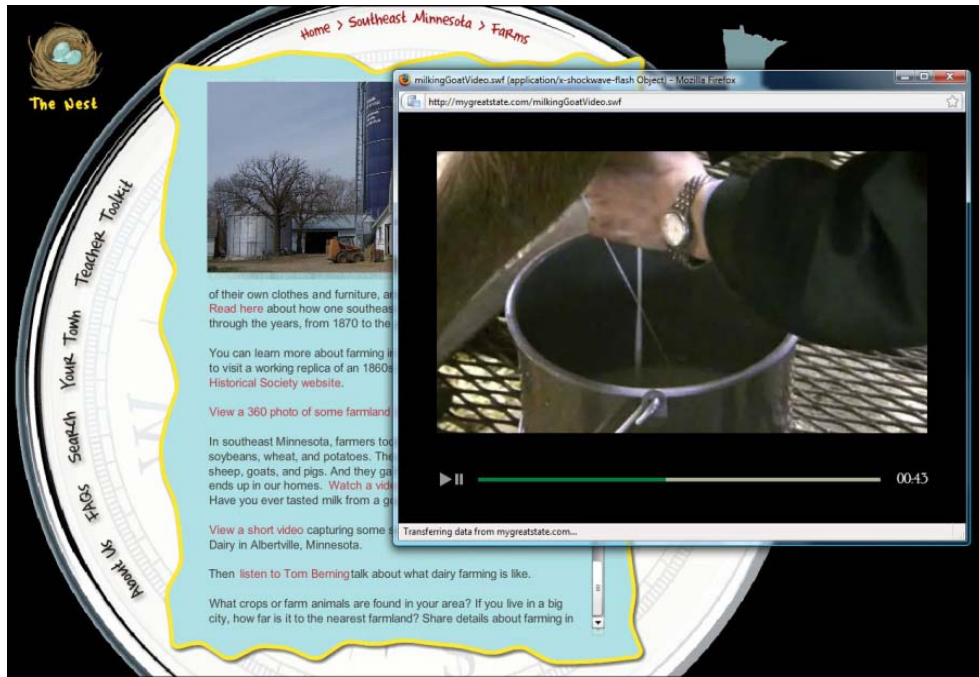 Home > Southeast Minnesota > Farms
The Nest
Teacher Toolkit
Your Town
Search
FAQs
About Us
of their own clothes and furniture,
Read here about how one
through the years, from 1870 to the
You can learn more about farming
to visit a working replica of an 1860s
Historical Society website.
View a 360 photo of some farmland
In southeast Minnesota, farmers
soybeans, wheat, and potatoes.
sheep, goats, and pigs. And they
ends up in our homes. Watch a
Have you ever tasted milk from a
View a short video capturing some
Dairy in Albertville, Minnesota.
Then listen to Tom Berningtalk about what dairy farming is like.
What crops or farm animals are found in your area? If you live in a big
city, how far is it to the nearest farmland? Share details about farming in
milkingGoatVideo.swf (application/x-shockwave-flash Object) - Mozilla Firefox
http://mygreatstate.com/milkingGoatVideo.swf
00:43
Transferring data from mygreatstate.com...